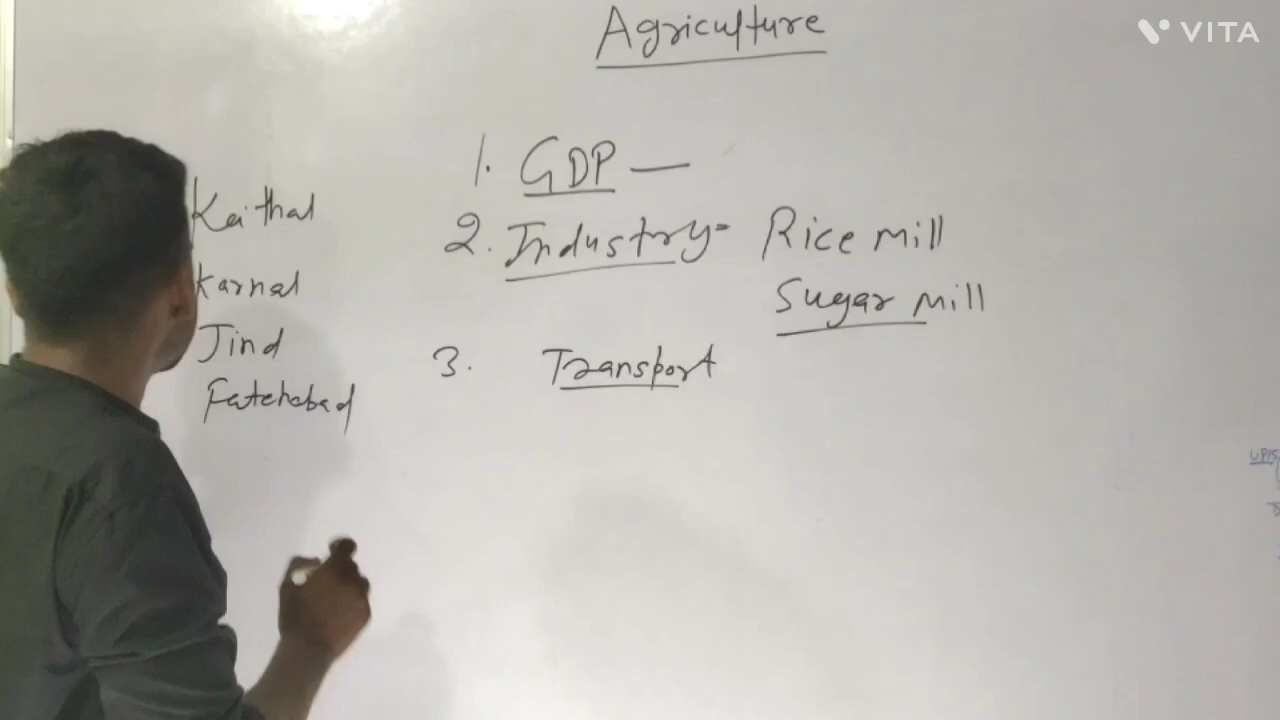 Agriculture
VITA
1. GDP —
2. Industry- Rice mill
Sugar mill
3. Transport
Kaithal
Karnal
Jind
Fatehabad